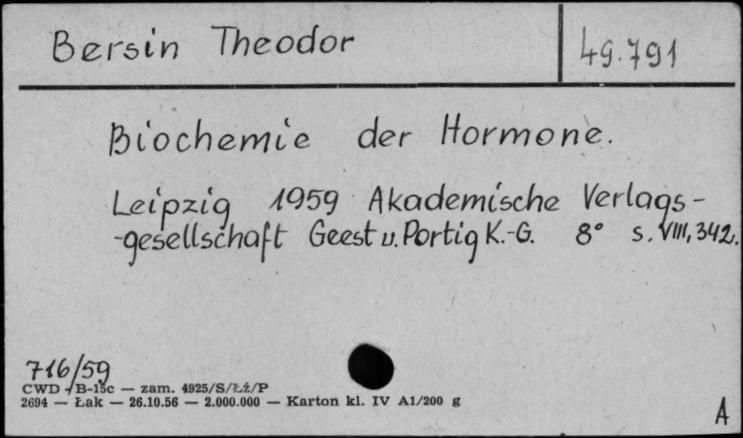 Bersin Theodor
49.791
Biochemie der Hormone.
Leipzig 1959 Akademische Verlags-
-gesellschaft Geest u. Portig K.-G. 8° s. VIII, 342.
716/59
CWD - B-15c — zam. 4925/S/Łż/P
2694 — Łak — 26.10.56 — 2.000.000 — Karton kl. IV A1/200 g
A